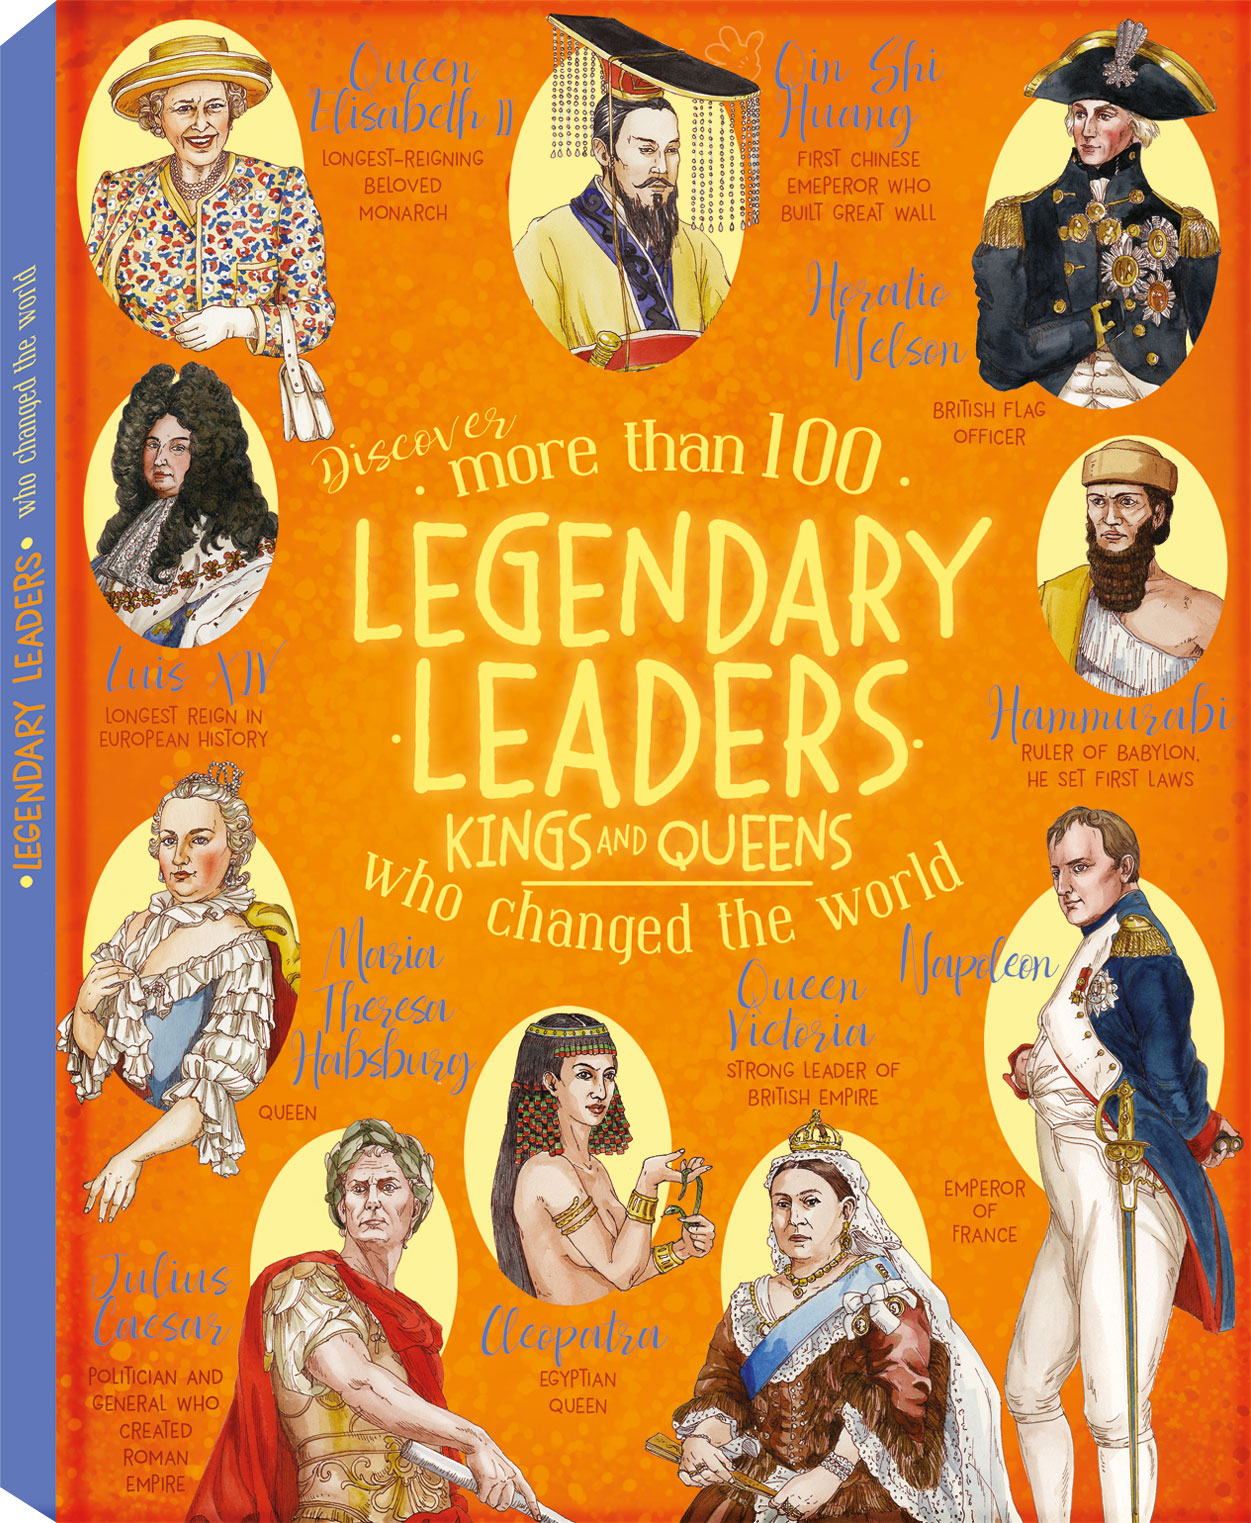 •LEGENDARY LEADERS• who changed the world
Queen
Elisabeth II
LONGEST-REIGNING
BELOVED
MONARCH
Qin Shi
Huang
FIRST CHINESE
EMEPEROR WHO
BUILT GREAT WALL
Horatio
Nelson
BRITISH FLAG
OFFICER
Discover
· more than 100 ·
LEGENDARY
·LEADERS·
KINGS AND QUEENS
who changed the world
Luis XIV
LONGEST REIGN IN
EUROPEAN HISTORY
Hammurabi
RULER OF BABYLON,
HE SET FIRST LAWS
Maria
Theresa
Habsburg
QUEEN
Napoleon
EMPEROR
OF
FRANCE
Queen
Victoria
STRONG LEADER OF
BRITISH EMPIRE
Julius
Caesar
POLITICIAN AND
GENERAL WHO
CREATED
ROMAN
EMPIRE
Cleopatra
EGYPTIAN
QUEEN